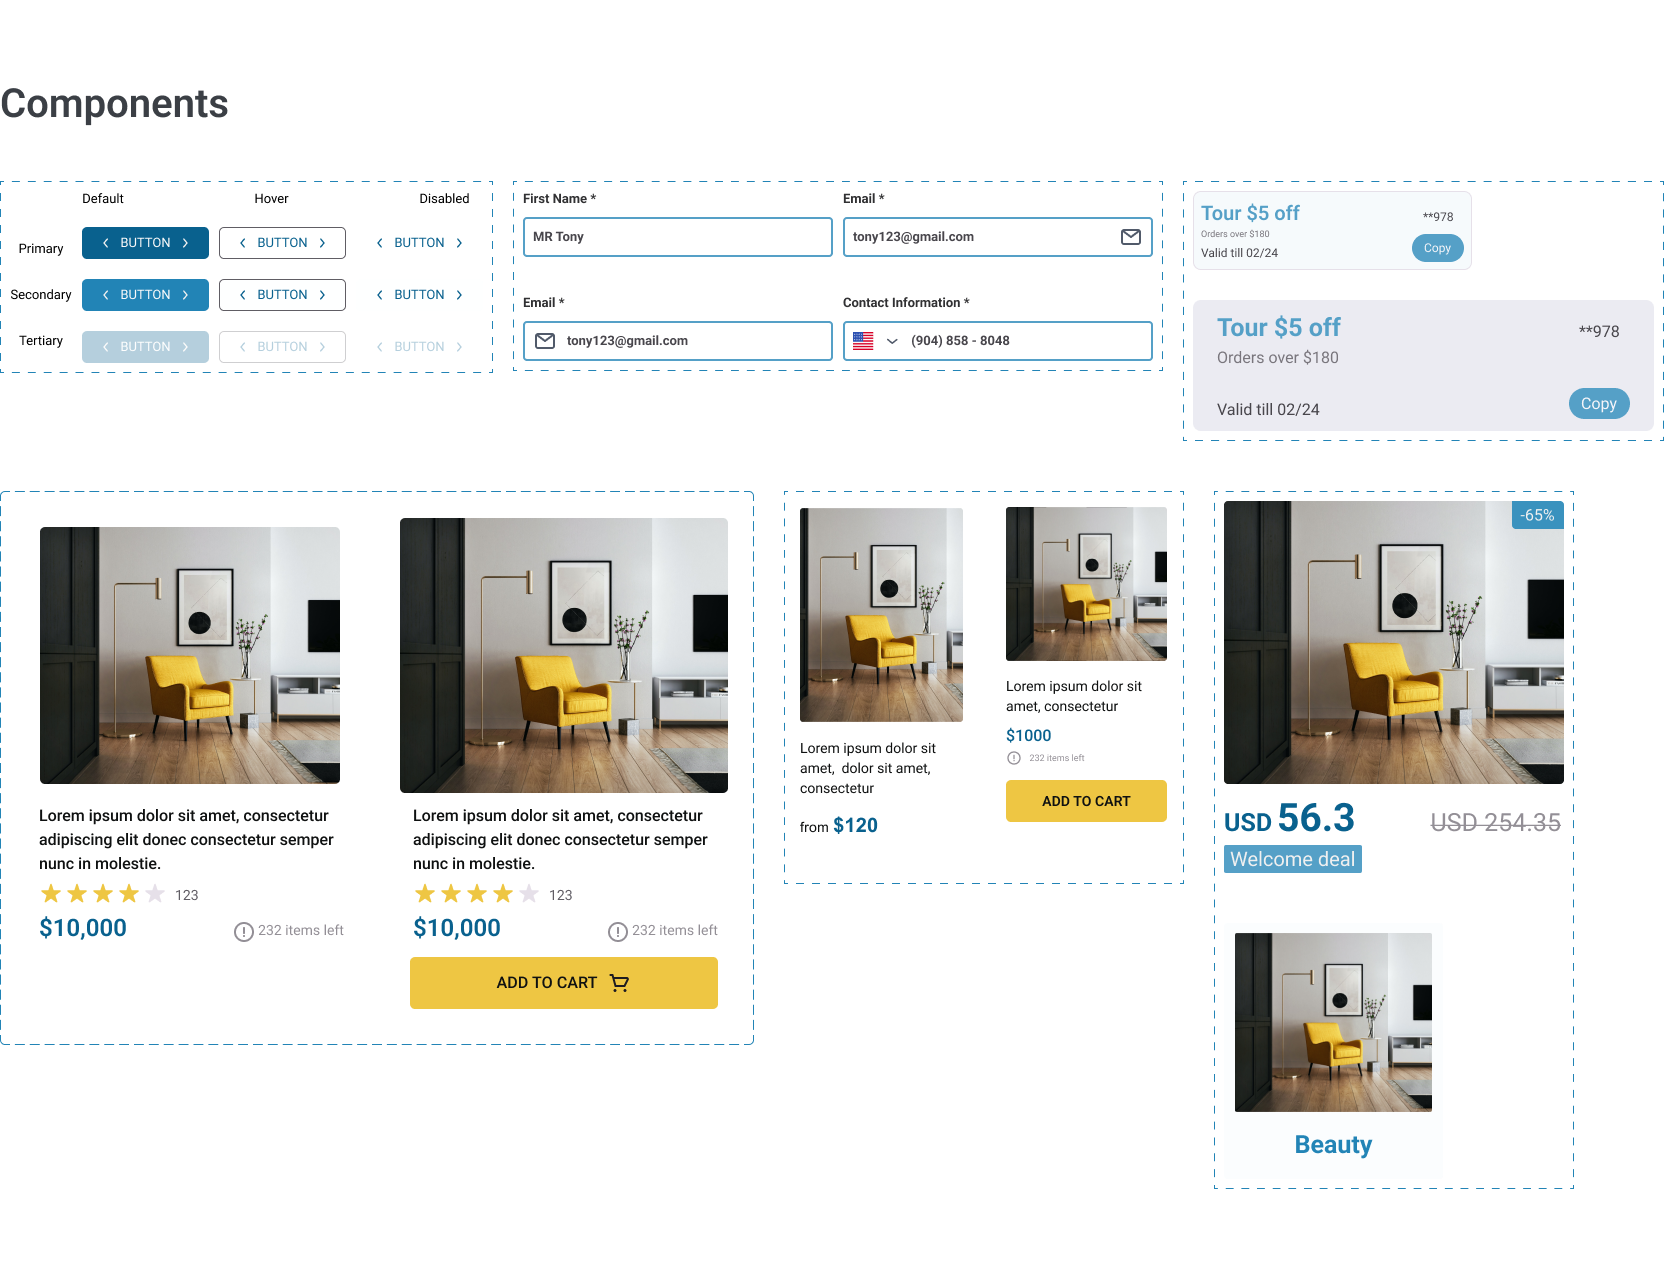 Components
Default
Hover
Disabled
Primary
BUTTON
BUTTON
BUTTON
Secondary
BUTTON
BUTTON
BUTTON
Tertiary
BUTTON
BUTTON
BUTTON
First Name *
Email *
MR Tony
tony123@gmail.com
Email *
Contact Information *
tony123@gmail.com
(904) 858 - 8048
Tour $5 off
**978
Orders over $180
Valid till 02/24
Copy
Tour $5 off
**978
Orders over $180
Valid till 02/24
Copy
Lorem ipsum dolor sit amet, consectetur
adipiscing elit donec consectetur semper
nunc in molestie.
123
$10,000
232 items left
Lorem ipsum dolor sit amet, consectetur
adipiscing elit donec consectetur semper
nunc in molestie.
123
$10,000
232 items left
ADD TO CART
Lorem ipsum dolor sit
amet,  dolor sit amet,
consectetur
from $120
Lorem ipsum dolor sit
amet, consectetur
$1000
232 items left
ADD TO CART
-65%
USD 56.3
USD 254.35
Welcome deal
Beauty